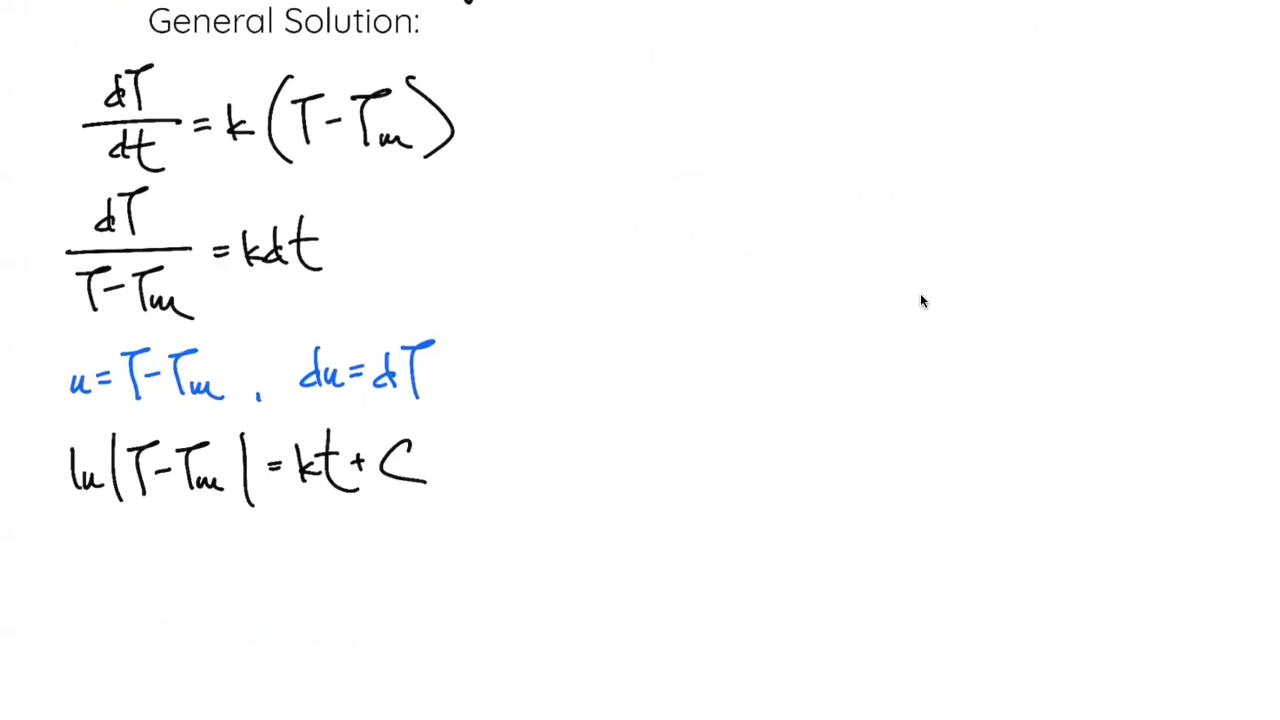 General Solution:
dT/dt = k(T-Tm)
dT/T-Tm = kdt
u = T-Tm , du = dT
ln|T-Tm| = kt + C